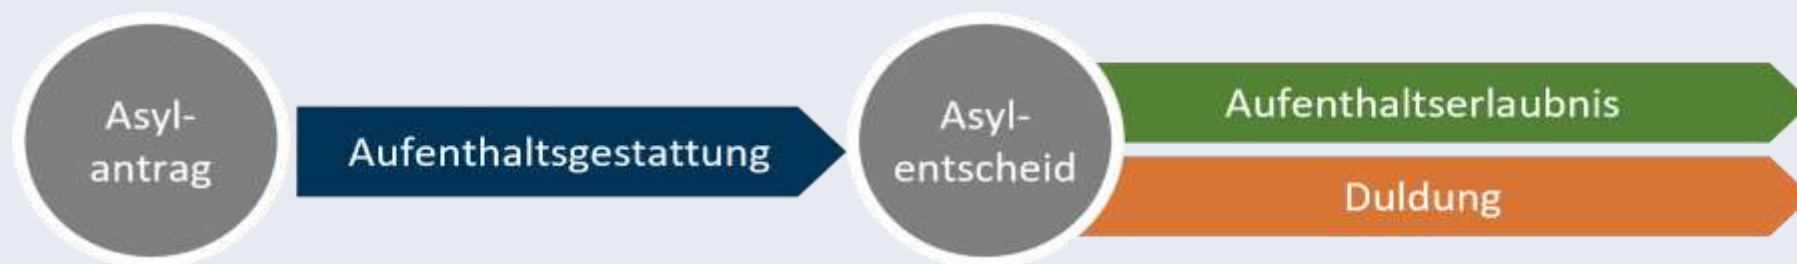 Asyl-
antrag
Aufenthaltsgestattung
Asyl-
entscheid
Aufenthaltserlaubnis
Duldung